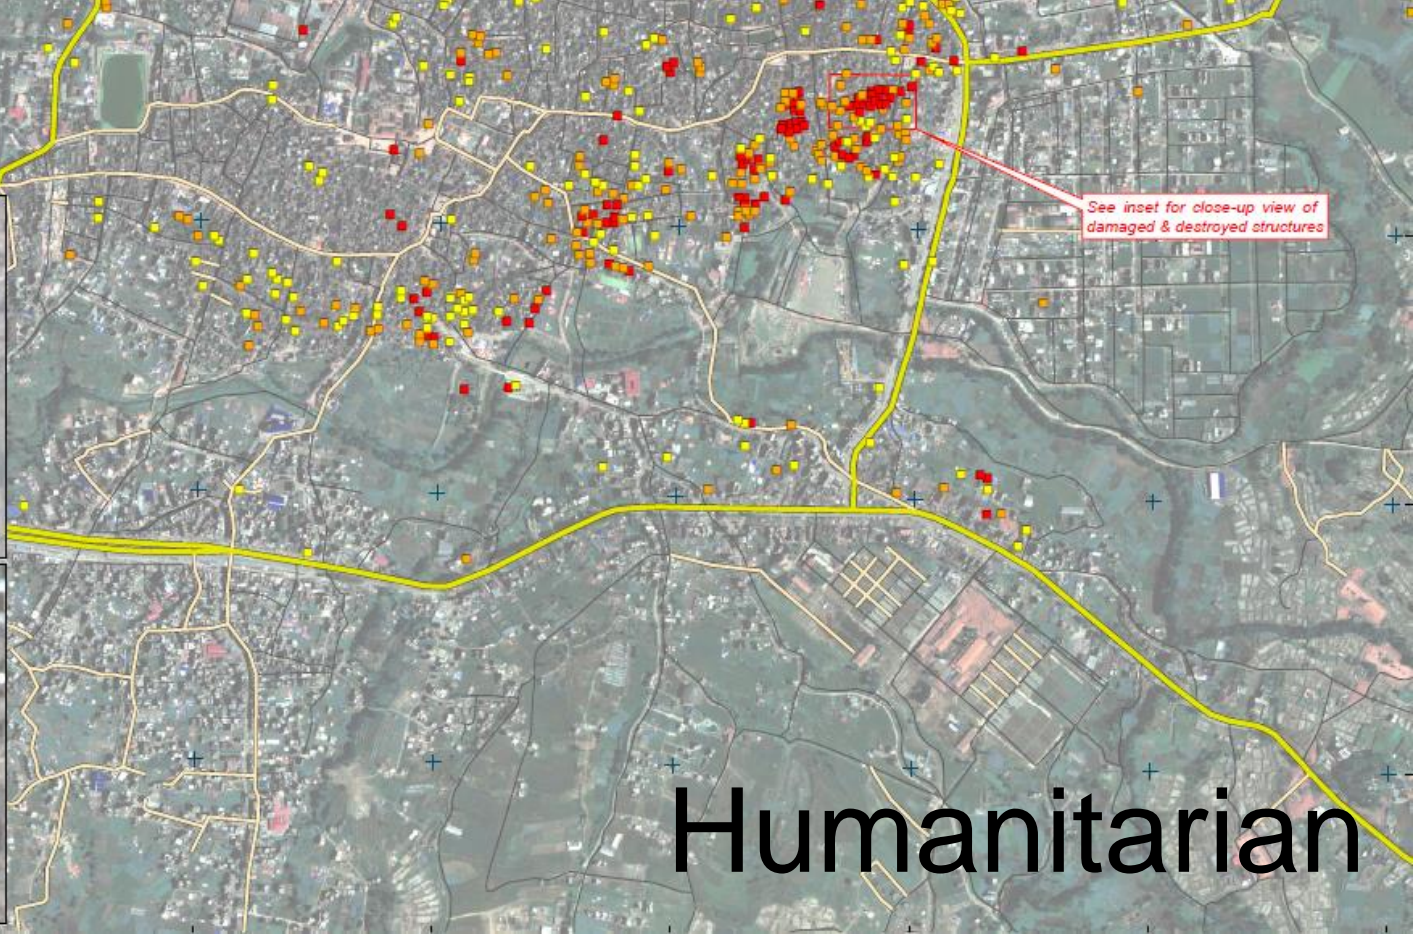 See inset for close-up view of
damaged & destroyed structures
Humanitarian